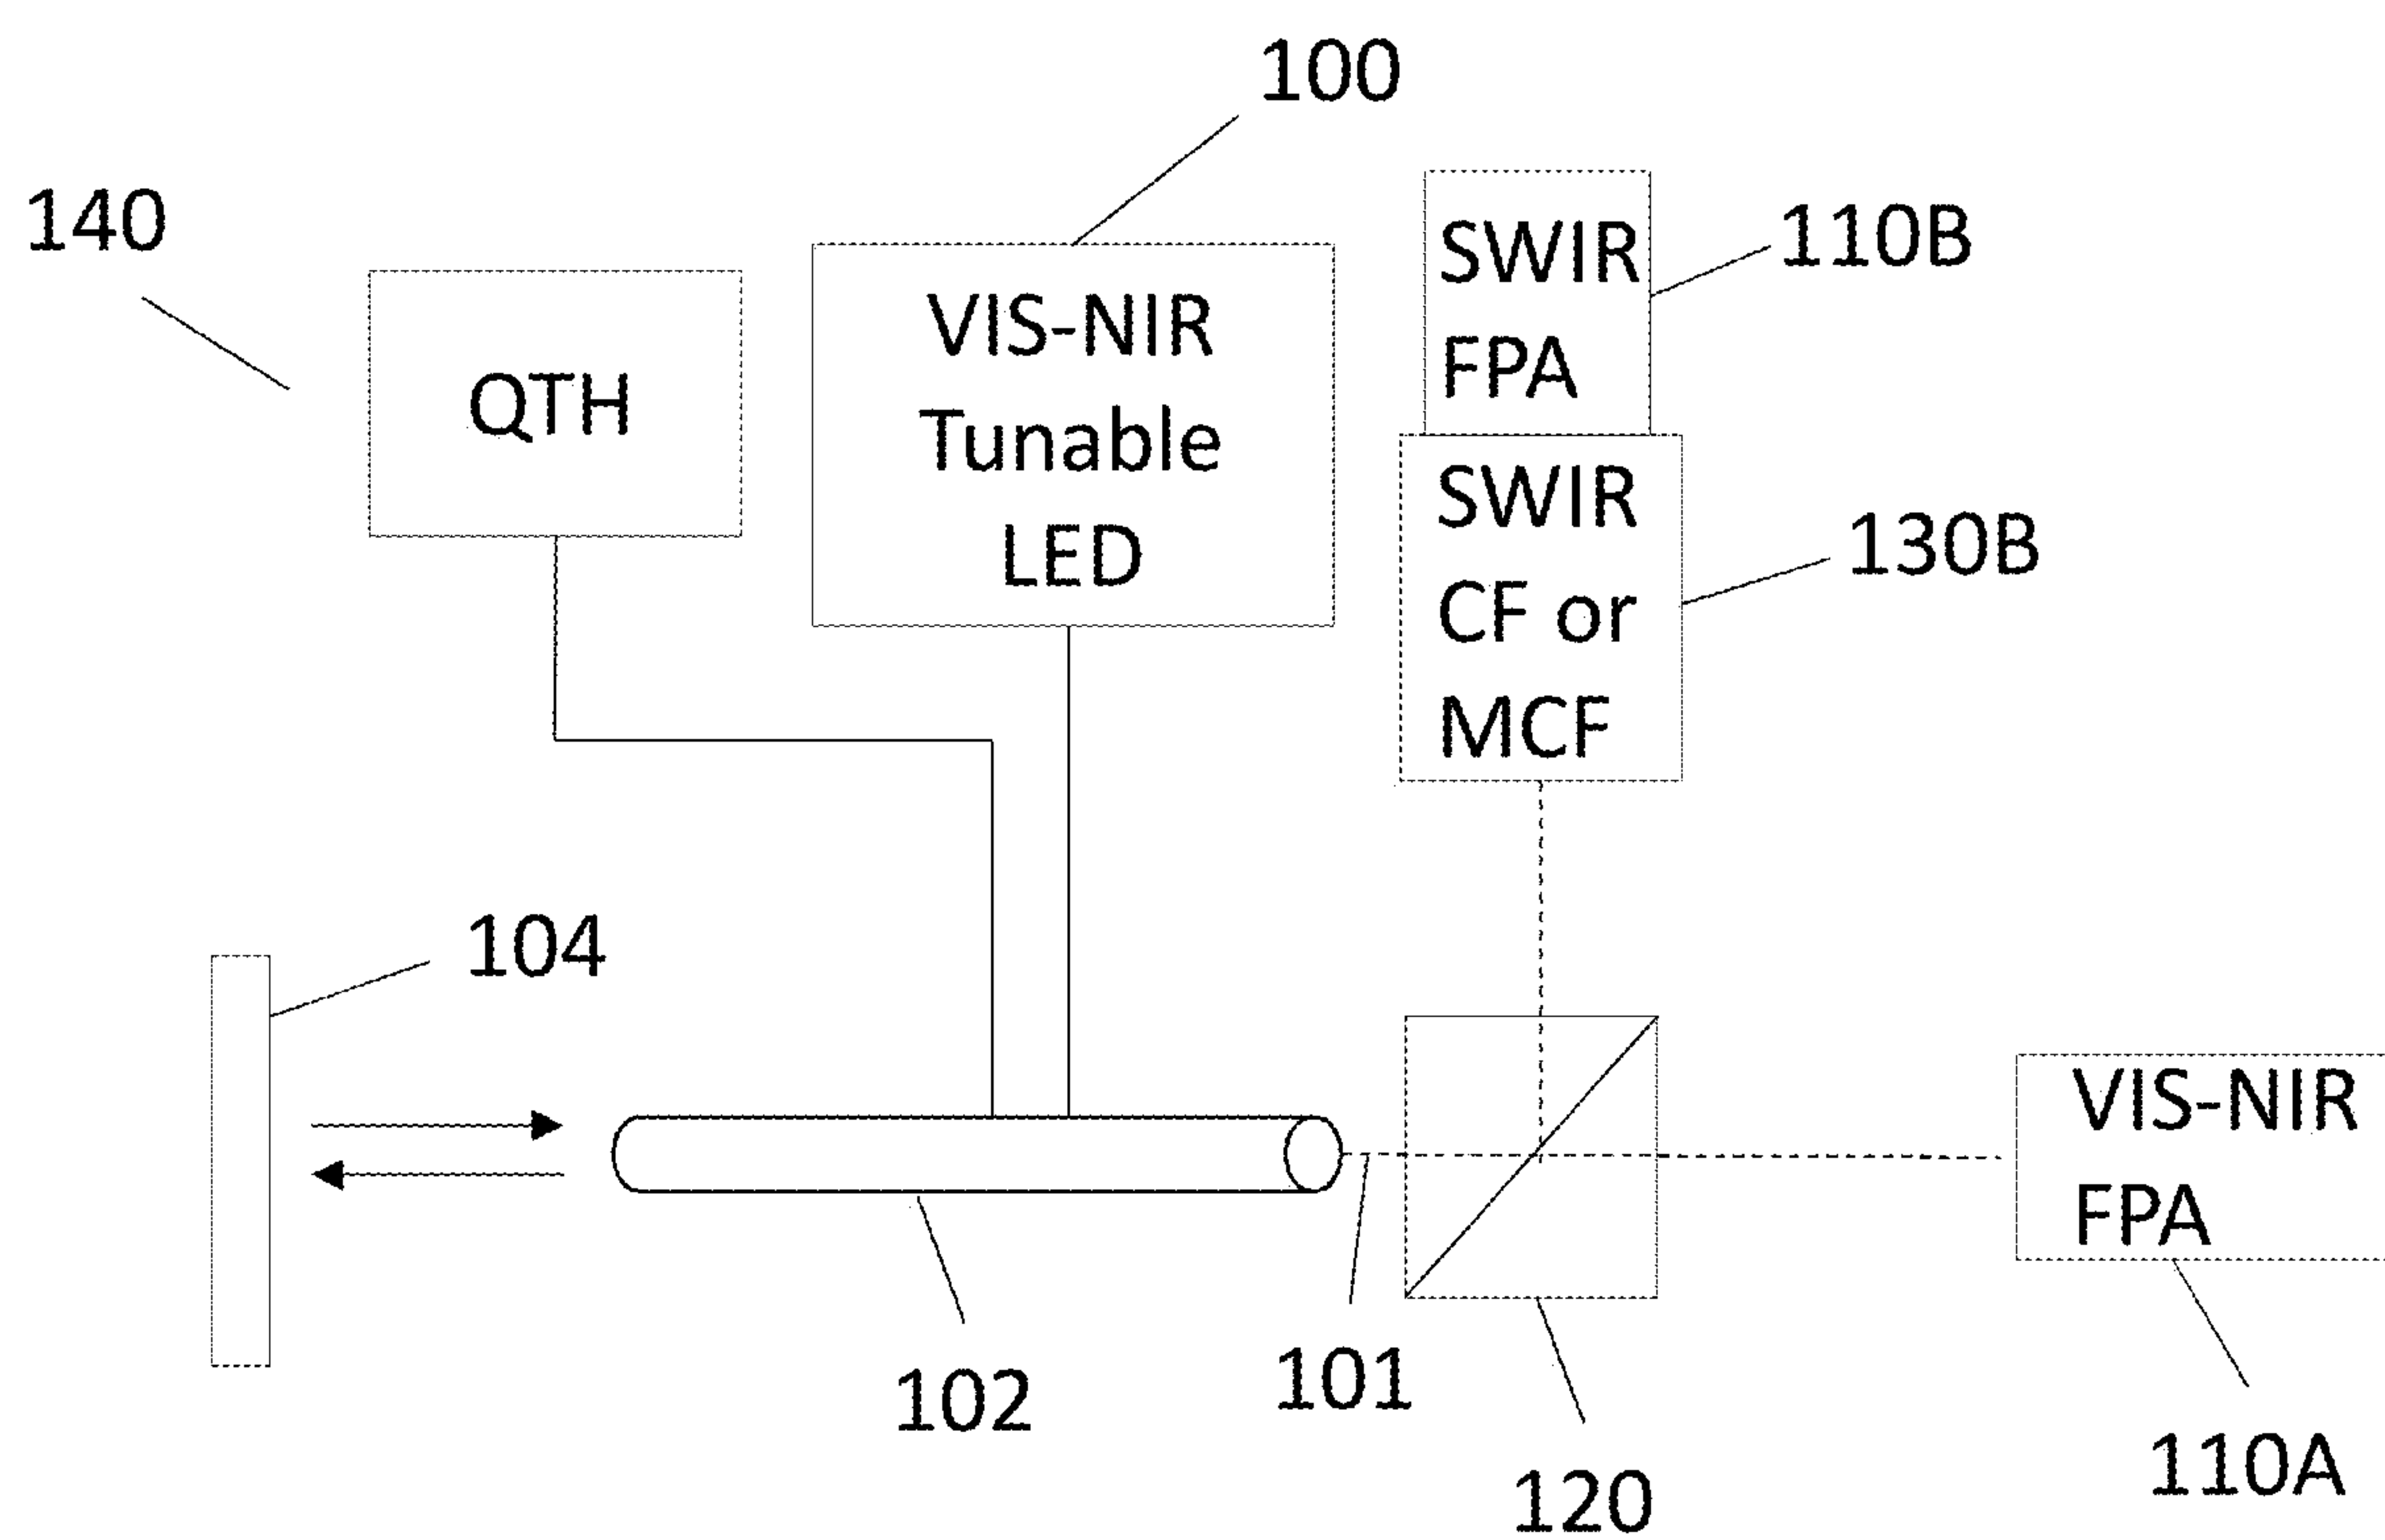 100
140
QTH
VIS-NIR
Tunable
LED
SWIR
FPA
110B
SWIR
CF or
MCF
130B
104
102
101
120
VIS-NIR
FPA
110A